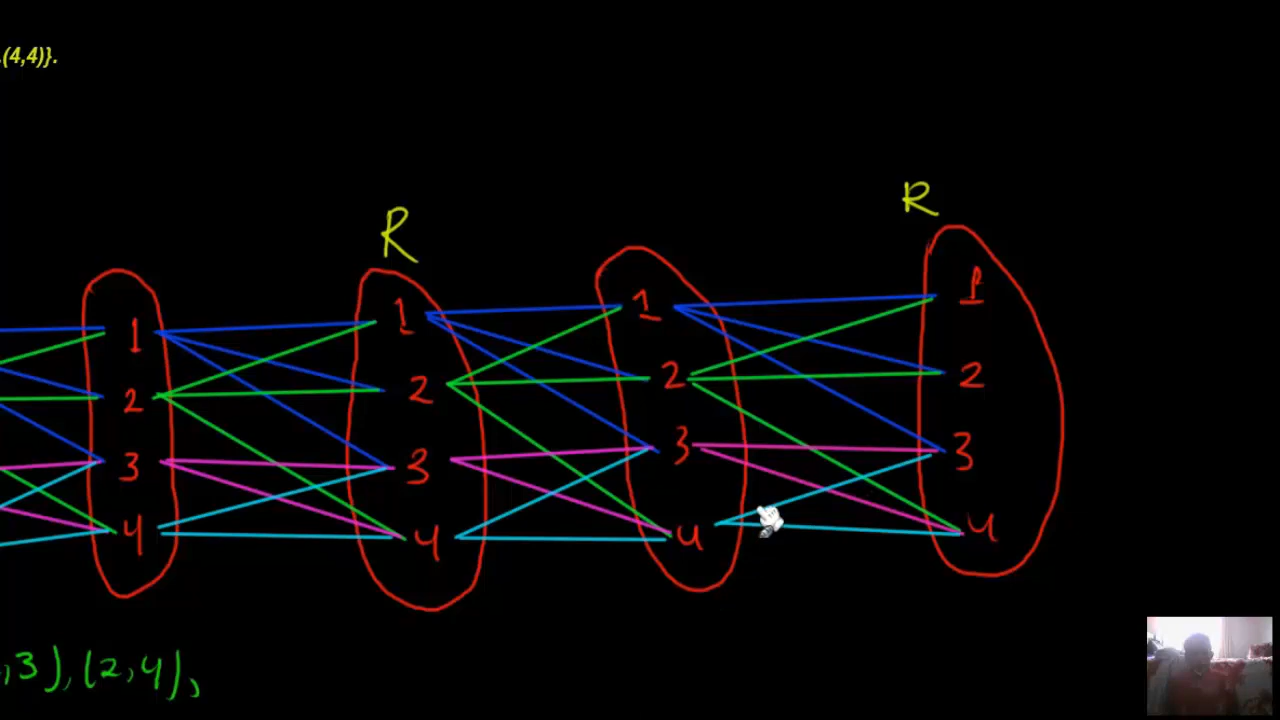 ,(4,4)}.
R R
1 1 1 1
2 2 2 2
3 3 3 3
4 4 4 4
,3),(2,4),